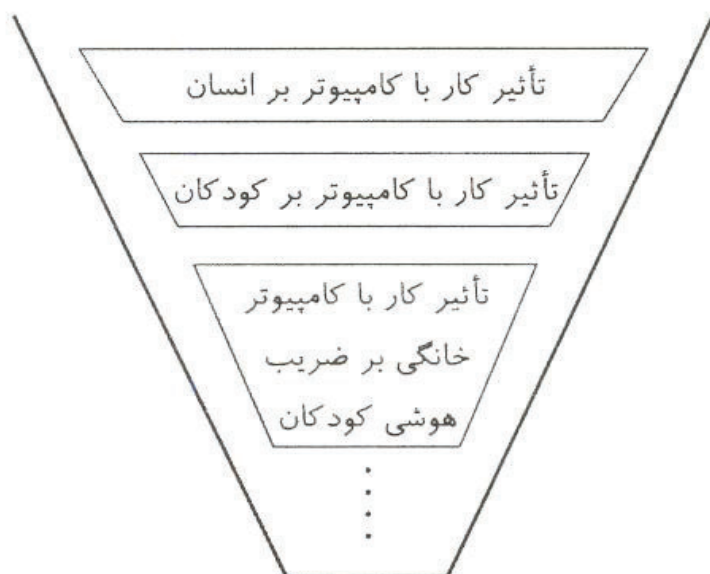 تأثیر کار با کامپیوتر بر انسان
تأثیر کار با کامپیوتر بر کودکان
تأثیر کار با کامپیوتر
خانگی بر ضریب
هوشی کودکان